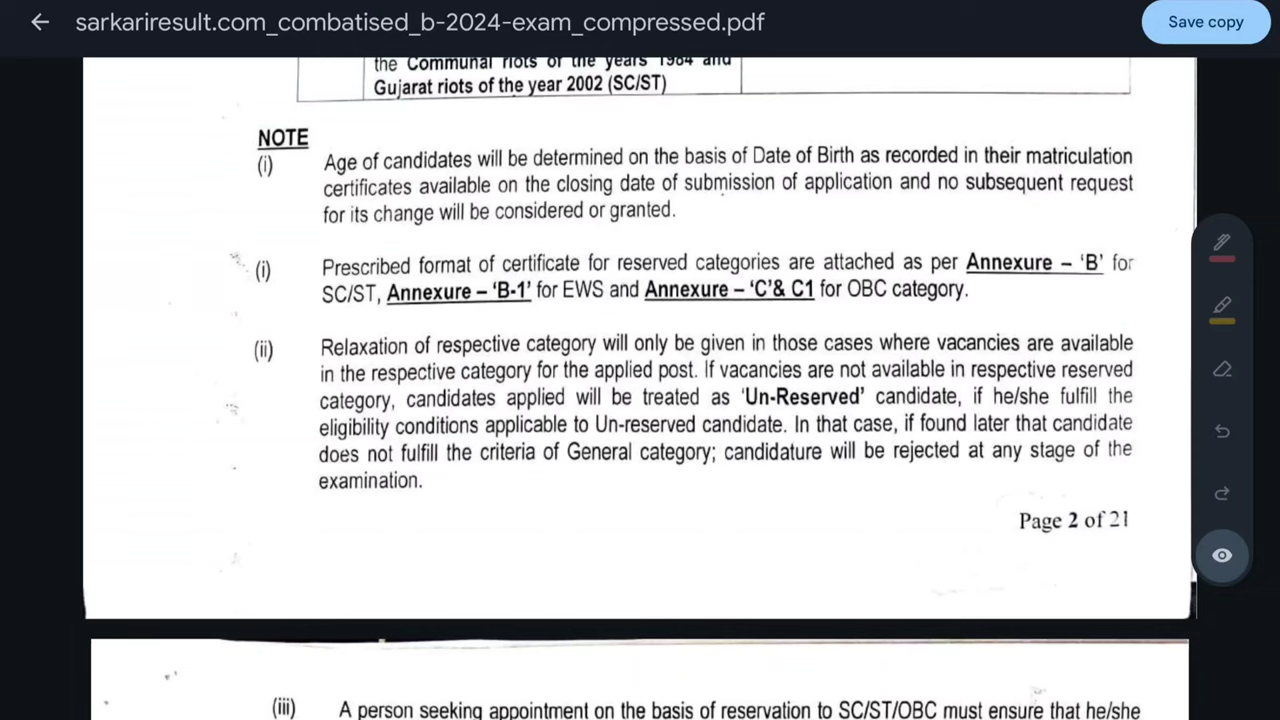 sarkariresult.com_combatised_b-2024-exam_compressed.pdf
Save copy
the Communal riots of the years 1984 and
Gujarat riots of the year 2002 (SC/ST)
NOTE
(i) Age of candidates will be determined on the basis of Date of Birth as recorded in their matriculation
certificates available on the closing date of submission of application and no subsequent request
for its change will be considered or granted.
(i) Prescribed format of certificate for reserved categories are attached as per Annexure – 'B' for
SC/ST, Annexure – 'B-1' for EWS and Annexure – 'C'& C1 for OBC category.
(ii) Relaxation of respective category will only be given in those cases where vacancies are available
in the respective category for the applied post. If vacancies are not available in respective reserved
category, candidates applied will be treated as 'Un-Reserved' candidate, if he/she fulfill the
eligibility conditions applicable to Un-reserved candidate. In that case, if found later that candidate
does not fulfill the criteria of General category; candidature will be rejected at any stage of the
examination.
Page 2 of 21
(iii) A person seeking appointment on the basis of reservation to SC/ST/OBC must ensure that he/she